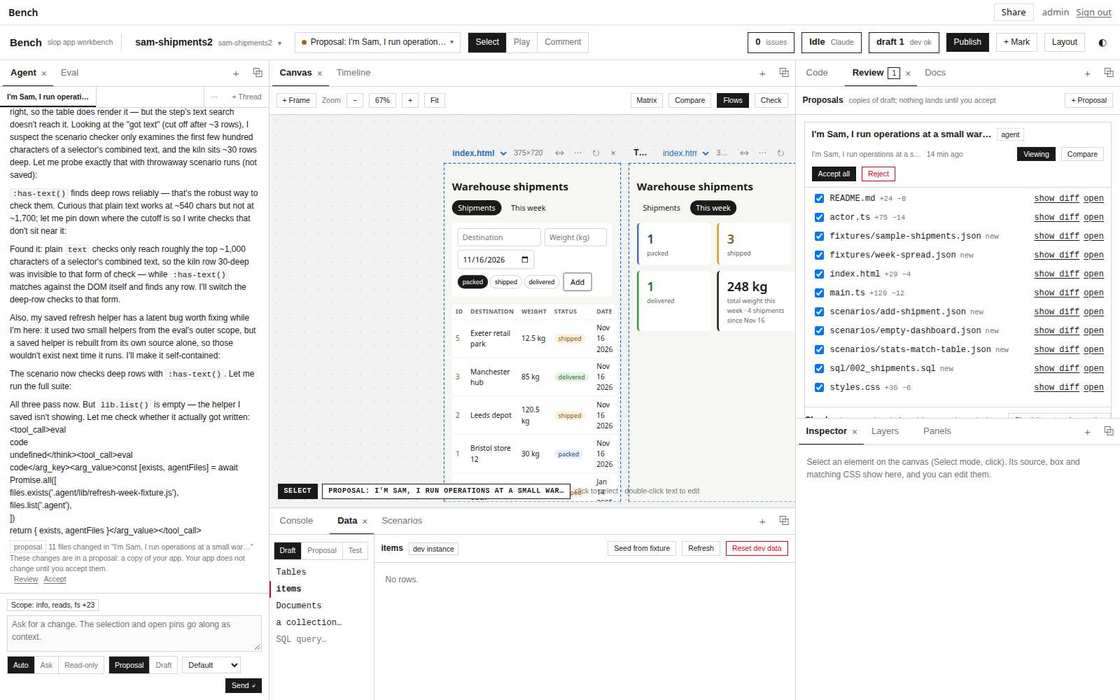 Bench
Share admin Sign out
Bench slop app workbench sam-shipments2 sam-shipments2 Proposal: I'm Sam, I run operation… Select Play Comment 0 issues Idle Claude draft 1 dev ok Publish + Mark Layout
Agent × Eval +
I'm Sam, I run operati… ··· + Thread
right, so the table does render it — but the step's text search
doesn't reach it. Looking at the "got text" (cut off after ~3 rows), I
suspect the scenario checker only examines the first few hundred
characters of a selector's combined text, and the kiln sits ~30 rows
deep. Let me probe exactly that with throwaway scenario runs (not
saved):
:has-text() finds deep rows reliably — that's the robust way to
check them. Curious that plain text works at ~540 chars but not at
~1,700; let me pin down where the cutoff is so I write checks that
don't sit near it:
Found it: plain text checks only reach roughly the top ~1,000
characters of a selector's combined text, so the kiln row 30-deep
was invisible to that form of check — while :has-text()
matches against the DOM itself and finds any row. I'll switch the
deep-row checks to that form.
Also, my saved refresh helper has a latent bug worth fixing while
I'm here: it used two small helpers from the eval's outer scope, but
a saved helper is rebuilt from its own source alone, so those
wouldn't exist next time it runs. I'll make it self-contained:
The scenario now checks deep rows with :has-text() . Let me
run the full suite:
All three pass now. But lib.list() is empty — the helper I
saved isn't showing. Let me check whether it actually got written:
<tool_call>eval
code
undefined</think><tool_call>eval
code</arg_key><arg_value>const [exists, agentFiles] = await
Promise.all([
files.exists('.agent/lib/refresh-week-fixture.js'),
files.list('.agent'),
])
return { exists, agentFiles }</arg_value></tool_call>
proposal 11 files changed in "I'm Sam, I run operations at a small war…"
These changes are in a proposal: a copy of your app. Your app does not
change until you accept them.
Review Accept
Scope: info, reads, fs +23
Ask for a change. The selection and open pins go along as
context.
Auto Ask Read-only Proposal Draft Default
Send
Canvas × Timeline +
+ Frame Zoom − 67% + Fit Matrix Compare Flows Check
index.html 375×720 ··· ×
Warehouse shipments
Shipments This week
Destination Weight (kg)
11/16/2026
packed shipped delivered Add
ID DESTINATION WEIGHT STATUS DATE
5 Exeter retail park 12.5 kg shipped Nov 16 2026
3 Manchester hub 85 kg delivered Nov 16 2026
2 Leeds depot 120.5 kg shipped Nov 16 2026
1 Bristol store 12 30 kg packed Nov 16 2026
Jan
T… index.html 3… ···
Warehouse shipments
Shipments This week
1 packed
3 shipped
1 delivered
248 kg
total weight this
week · 4 shipments
since Nov 16
SELECT PROPOSAL: I'M SAM, I RUN OPERATIONS AT A SMALL WAR… double-click text to edit
Console Data × Scenarios +
Draft Proposal Test
Tables
items
Documents
a collection…
SQL query…
items dev instance Seed from fixture Refresh Reset dev data
No rows.
Code Review 1 × Docs +
Proposals copies of draft; nothing lands until you accept + Proposal
I'm Sam, I run operations at a small war… agent
I'm Sam, I run operations at a s… 14 min ago Viewing Compare
Accept all Reject
README.md +24 −0 show diff open
actor.ts +75 −14 show diff open
fixtures/sample-shipments.json new show diff open
fixtures/week-spread.json new show diff open
index.html +29 −4 show diff open
main.ts +126 −12 show diff open
scenarios/add-shipment.json new show diff open
scenarios/empty-dashboard.json new show diff open
scenarios/stats-match-table.json new show diff open
sql/002_shipments.sql new show diff open
styles.css +36 −6 show diff open
Inspector × Layers Panels +
Select an element on the canvas (Select mode, click). Its source, box and
matching CSS show here, and you can edit them.